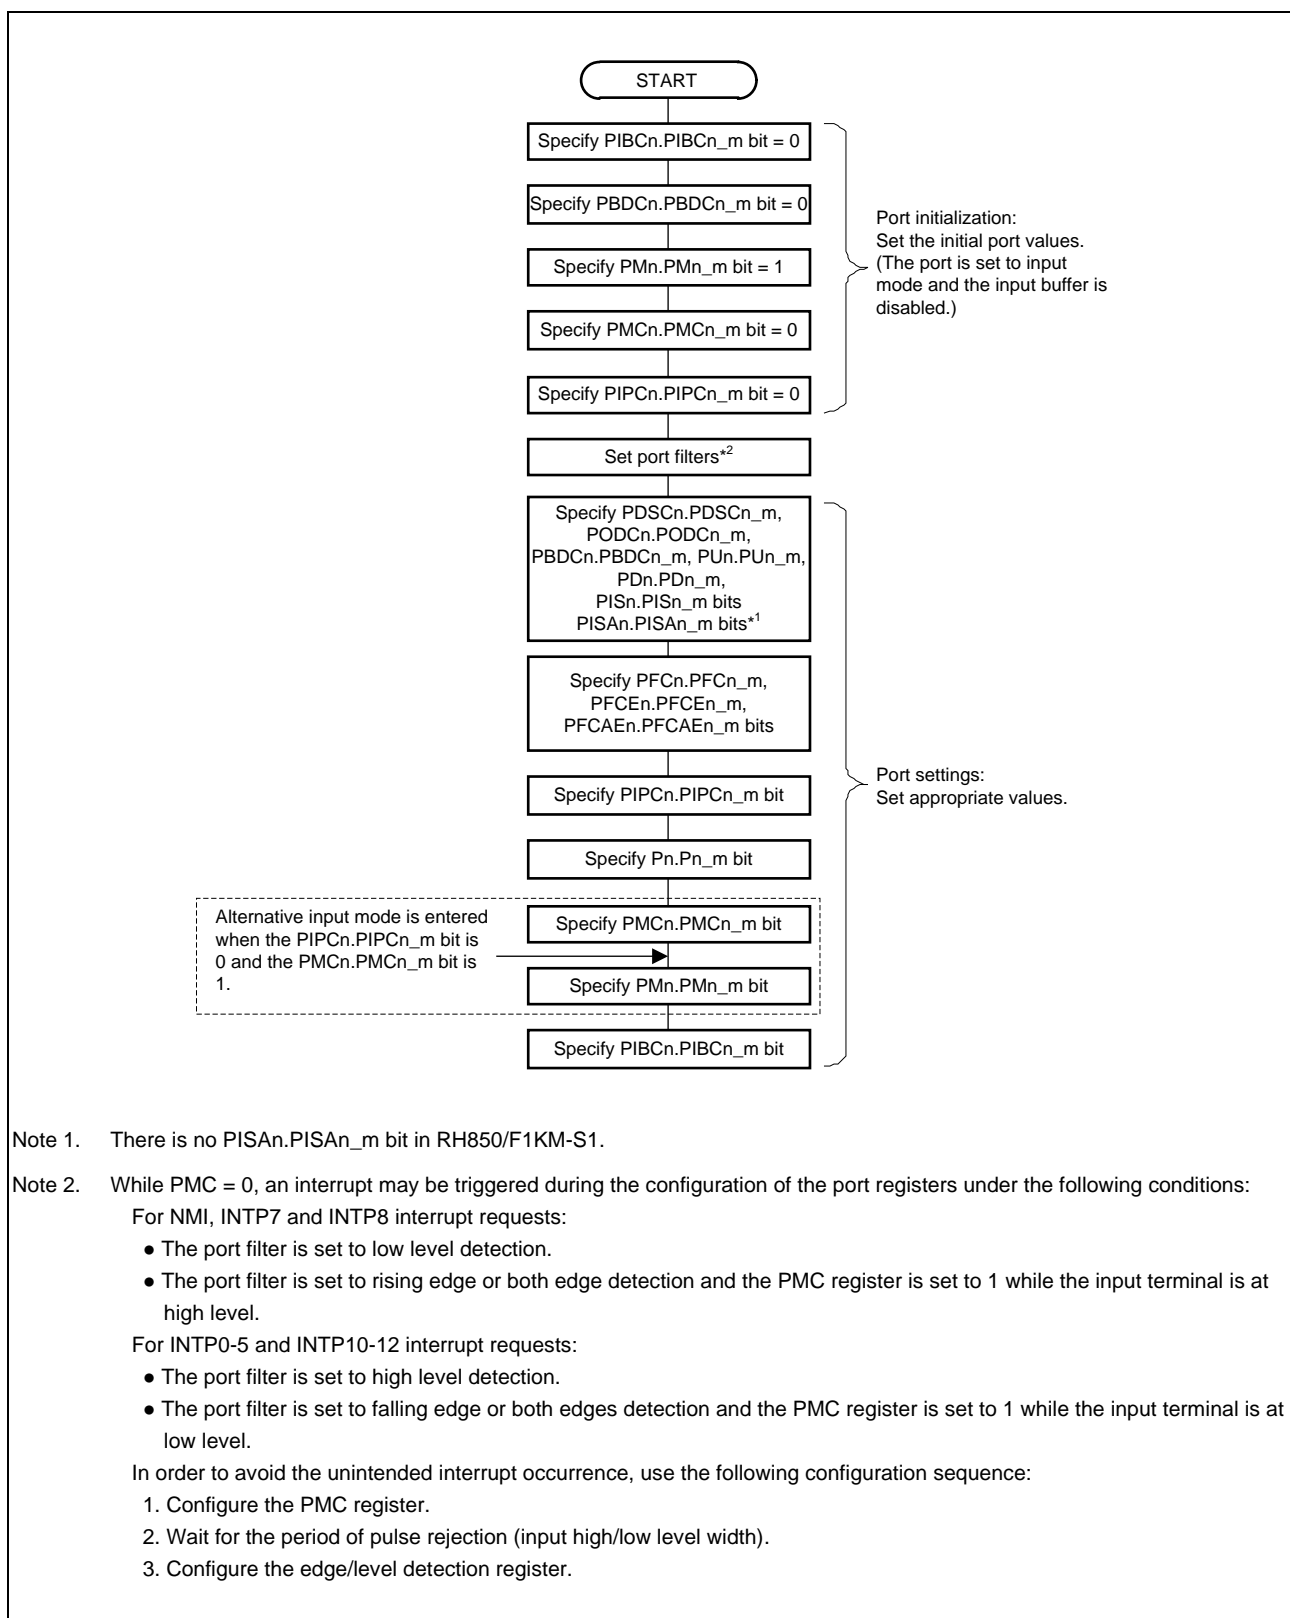 START
Specify PIBCn.PIBCn_m bit = 0
Specify PBDCn.PBDCn_m bit = 0
Specify PMn.PMn_m bit = 1
Specify PMCn.PMCn_m bit = 0
Specify PIPCn.PIPCn_m bit = 0
Port initialization:
Set the initial port values.
(The port is set to input
mode and the input buffer is
disabled.)
Set port filters*2
Specify PDSCn.PDSCn_m,
PODCn.PODCn_m,
PBDCn.PBDCn_m, PUn.PUn_m,
PDn.PDn_m,
PISn.PISn_m bits
PISAn.PISAn_m bits*1
Specify PFCn.PFCn_m,
PFCEn.PFCEn_m,
PFCAEn.PFCAEn_m bits
Specify PIPCn.PIPCn_m bit
Port settings:
Set appropriate values.
Specify Pn.Pn_m bit
Alternative input mode is entered
when the PIPCn.PIPCn_m bit is
0 and the PMCn.PMCn_m bit is
1.
Specify PMCn.PMCn_m bit
Specify PMn.PMn_m bit
Specify PIBCn.PIBCn_m bit
Note 1. There is no PISAn.PISAn_m bit in RH850/F1KM-S1.
Note 2. While PMC = 0, an interrupt may be triggered during the configuration of the port registers under the following conditions:
For NMI, INTP7 and INTP8 interrupt requests:
● The port filter is set to low level detection.
● The port filter is set to rising edge or both edge detection and the PMC register is set to 1 while the input terminal is at
high level.
For INTP0-5 and INTP10-12 interrupt requests:
● The port filter is set to high level detection.
● The port filter is set to falling edge or both edges detection and the PMC register is set to 1 while the input terminal is at
low level.
In order to avoid the unintended interrupt occurrence, use the following configuration sequence:
1. Configure the PMC register.
2. Wait for the period of pulse rejection (input high/low level width).
3. Configure the edge/level detection register.